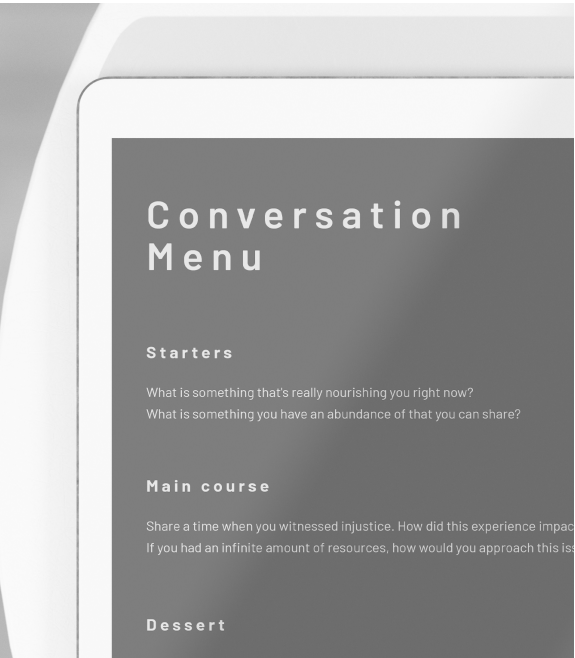 Conversation
Menu
Starters
What is something that's really nourishing you right now?
What is something you have an abundance of that you can share?
Main course
Share a time when you witnessed injustice. How did this experience
If you had an infinite amount of resources, how would you approach this
Dessert